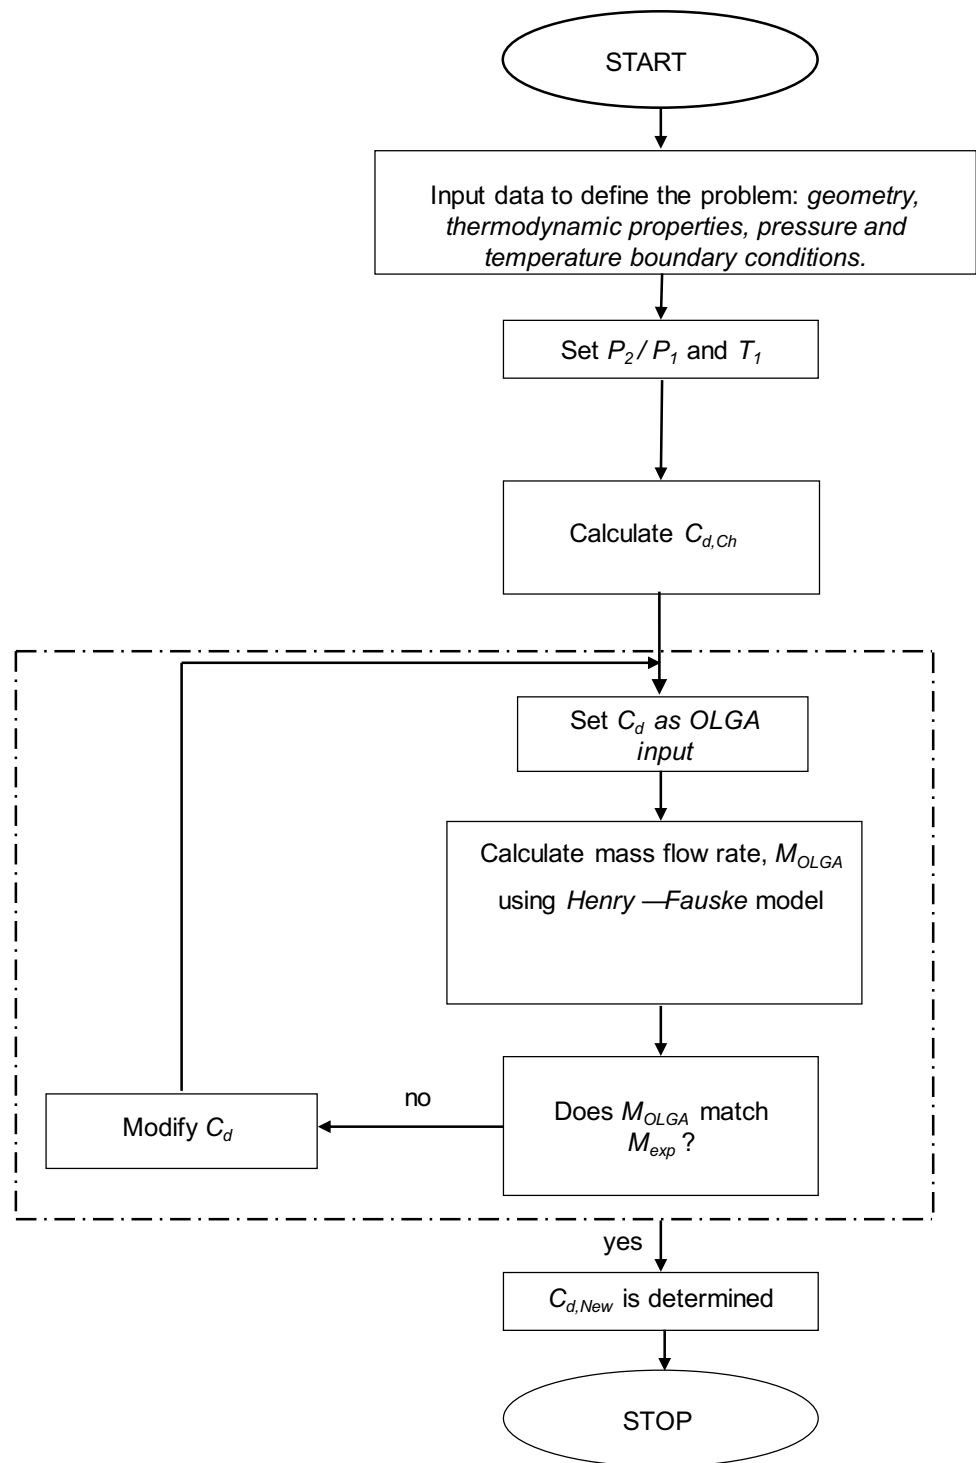 START
Input data to define the problem: geometry,
thermodynamic properties, pressure and
temperature boundary conditions.
Set P2 / P1 and T1
Calculate Cd,Ch
Set Cd as OLGA
input
Calculate mass flow rate, MOLGA
using Henry —Fauske model
no
Modify Cd
Does MOLGA match
Mexp ?
yes
Cd,New is determined
STOP